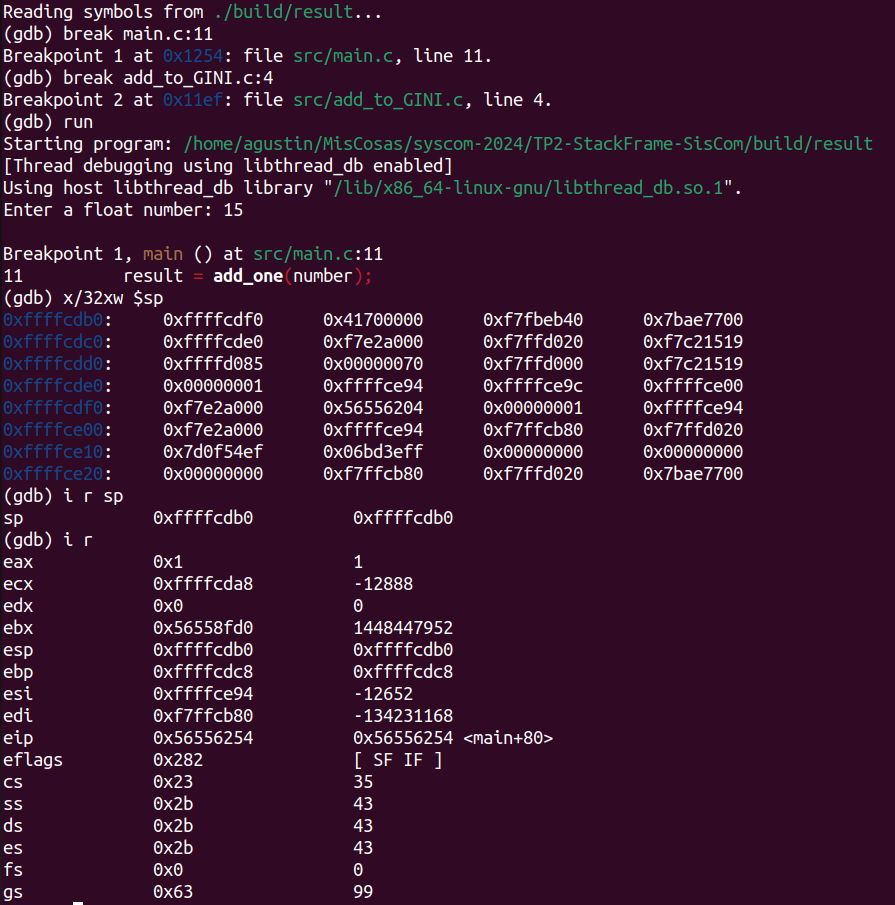 Reading symbols from ./build/result...
(gdb) break main.c:11
Breakpoint 1 at 0x1254: file src/main.c, line 11.
(gdb) break add_to_GINI.c:4
Breakpoint 2 at 0x11ef: file src/add_to_GINI.c, line 4.
(gdb) run
Starting program: /home/agustin/MisCosas/syscom-2024/TP2-StackFrame-SisCom/build/result
[Thread debugging using libthread_db enabled]
Using host libthread_db library "/lib/x86_64-linux-gnu/libthread_db.so.1".
Enter a float number: 15
Breakpoint 1, main () at src/main.c:11
11 result = add_one(number);
(gdb) x/32xw $sp
0xffffcdb0: 0xffffcdf0 0x41700000 0xf7fbeb40 0x7bae7700
0xffffcdc0: 0xffffcde0 0xf7e2a000 0xf7ffd020 0xf7c21519
0xffffcdd0: 0xffffd085 0x00000070 0xf7ffd000 0xf7c21519
0xffffcde0: 0x00000001 0xffffce94 0xffffce9c 0xffffce00
0xffffcdf0: 0xf7e2a000 0x56556204 0x00000001 0xffffce94
0xffffce00: 0xf7e2a000 0xffffce94 0xf7ffcb80 0xf7ffd020
0xffffce10: 0x7d0f54ef 0x06bd3eff 0x00000000 0x00000000
0xffffce20: 0x00000000 0xf7ffcb80 0xf7ffd020 0x7bae7700
(gdb) i r sp
sp 0xffffcdb0 0xffffcdb0
(gdb) i r
eax 0x1 1
ecx 0xffffcda8 -12888
edx 0x0 0
ebx 0x56558fd0 1448447952
esp 0xffffcdb0 0xffffcdb0
ebp 0xffffcdc8 0xffffcdc8
esi 0xffffce94 -12652
edi 0xf7ffcb80 -134231168
eip 0x56556254 0x56556254 <main+80>
eflags 0x282 [ SF IF ]
cs 0x23 35
ss 0x2b 43
ds 0x2b 43
es 0x2b 43
fs 0x0 0
gs 0x63 99